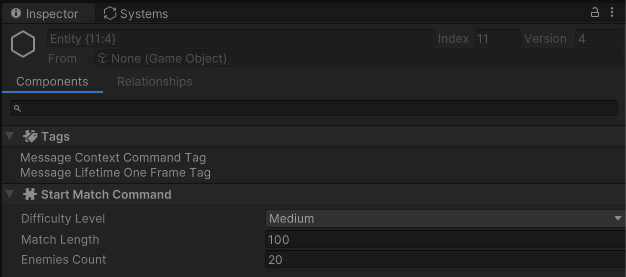 Inspector Systems
Entity {11:4} Index 11 Version 4
From None (Game Object)
Components Relationships
Tags
Message Context Command Tag
Message Lifetime One Frame Tag
Start Match Command
Difficulty Level Medium
Match Length 100
Enemies Count 20